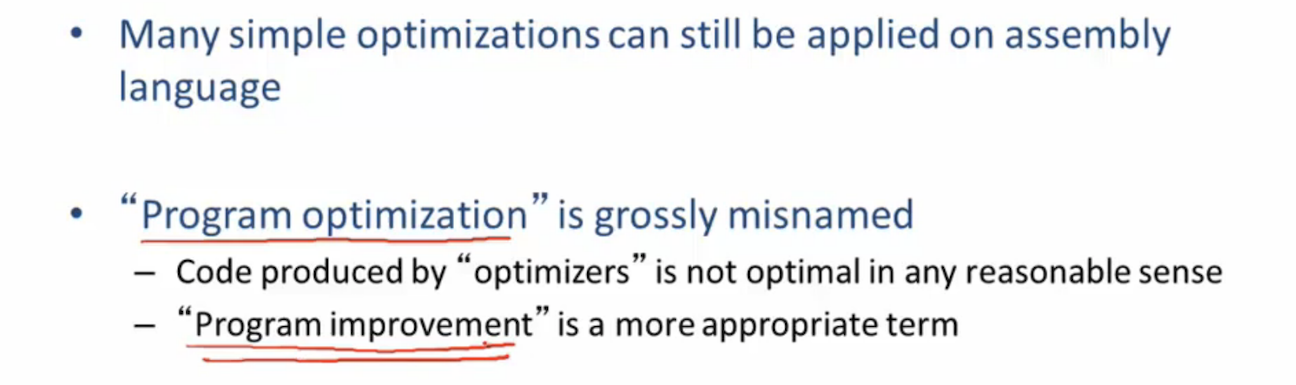 • Many simple optimizations can still be applied on assembly
language
• “Program optimization” is grossly misnamed
– Code produced by “optimizers” is not optimal in any reasonable sense
– “Program improvement” is a more appropriate term